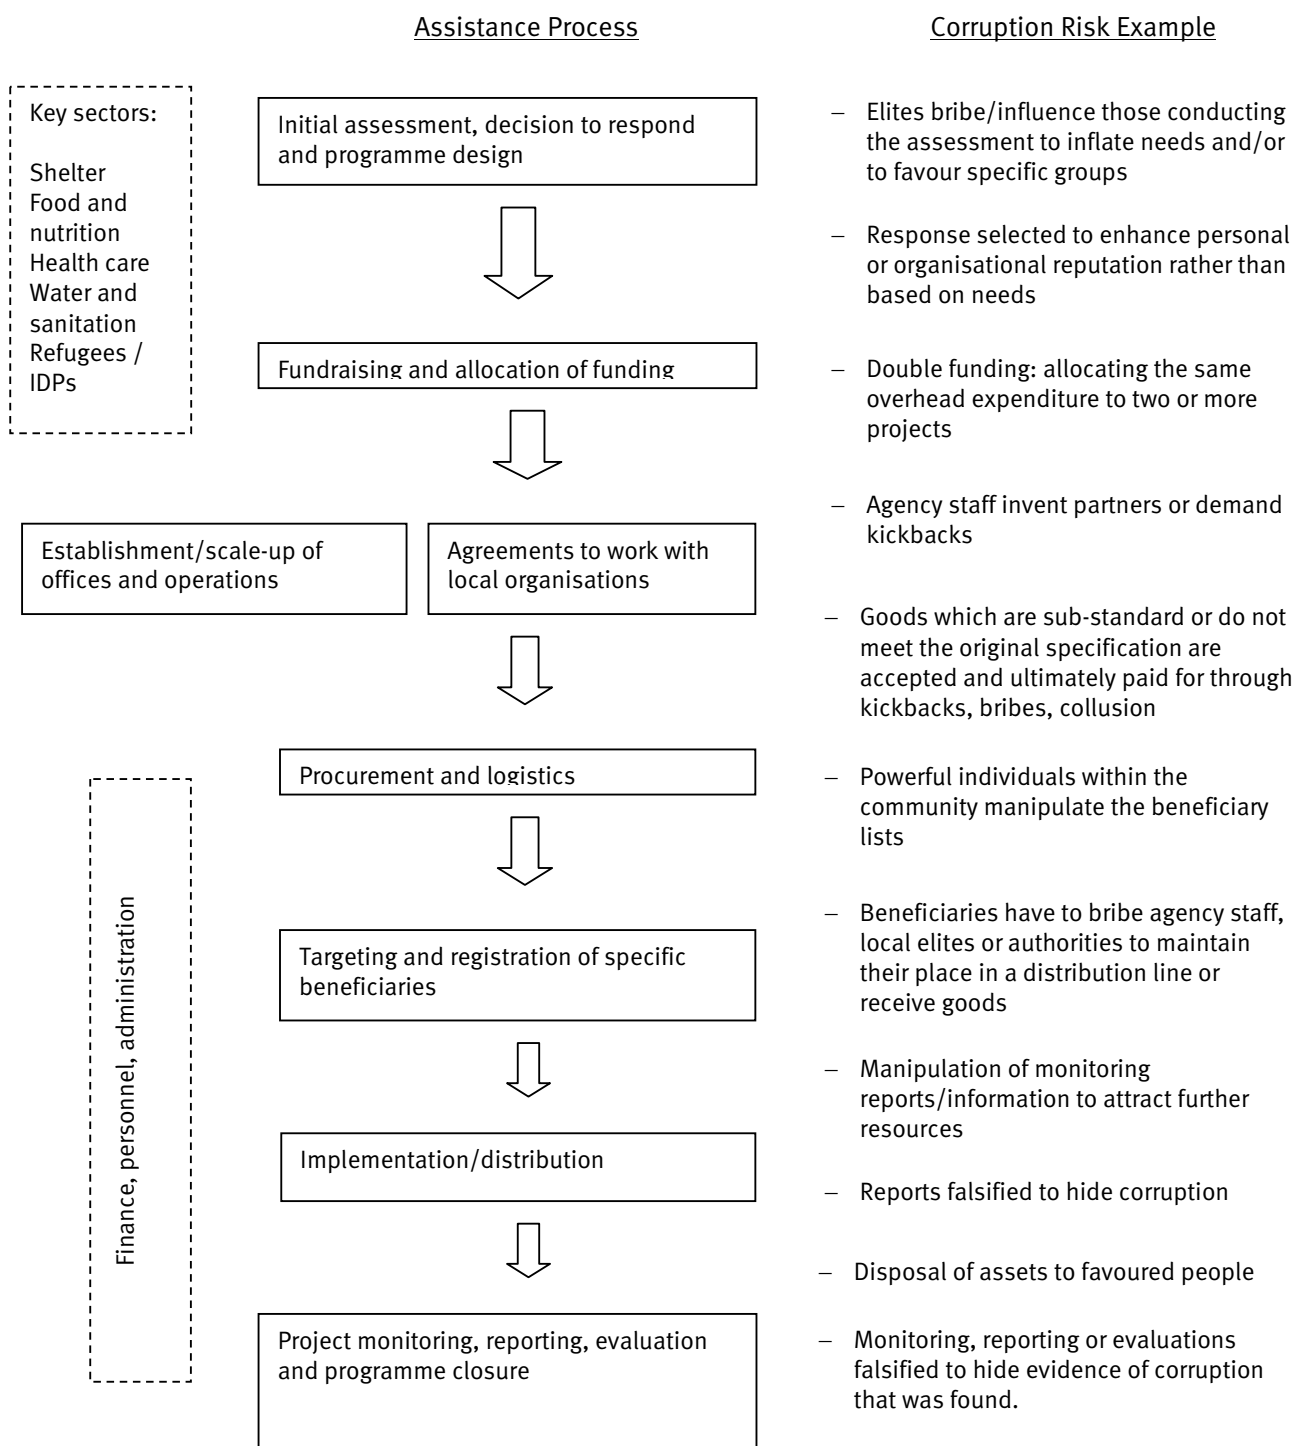 Assistance Process
Corruption Risk Example
Key sectors:
Shelter
Food and
nutrition
Health care
Water and
sanitation
Refugees /
IDPs
Initial assessment, decision to respond
and programme design
– Elites bribe/influence those conducting
the assessment to inflate needs and/or
to favour specific groups
– Response selected to enhance personal
or organisational reputation rather than
based on needs
Fundraising and allocation of funding
– Double funding: allocating the same
overhead expenditure to two or more
projects
– Agency staff invent partners or demand
kickbacks
Establishment/scale-up of
offices and operations
Agreements to work with
local organisations
– Goods which are sub-standard or do not
meet the original specification are
accepted and ultimately paid for through
kickbacks, bribes, collusion
Procurement and logistics
– Powerful individuals within the
community manipulate the beneficiary
lists
Finance, personnel, administration
Targeting and registration of specific
beneficiaries
– Beneficiaries have to bribe agency staff,
local elites or authorities to maintain
their place in a distribution line or
receive goods
– Manipulation of monitoring
reports/information to attract further
resources
Implementation/distribution
– Reports falsified to hide corruption
– Disposal of assets to favoured people
Project monitoring, reporting, evaluation
and programme closure
– Monitoring, reporting or evaluations
falsified to hide evidence of corruption
that was found.